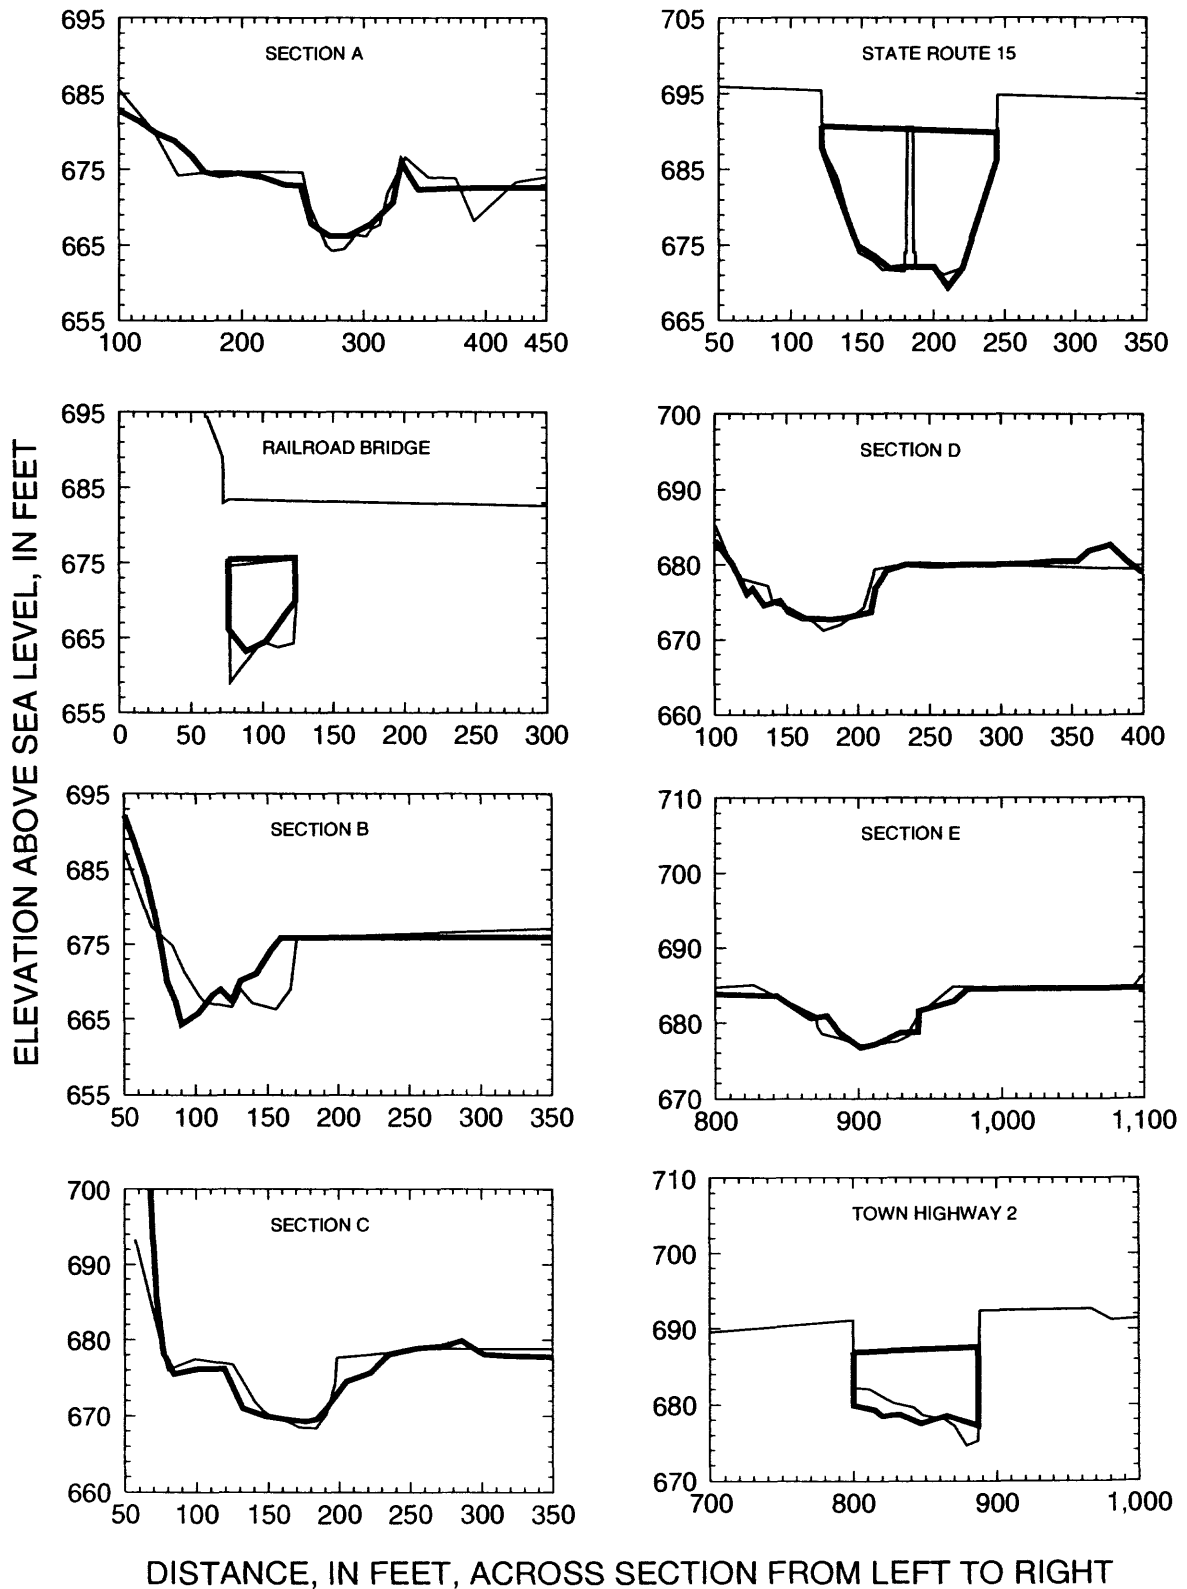 ELEVATION ABOVE SEA LEVEL, IN FEET
695
SECTION A
685
675
665
655
100 200 300 400 450
705
STATE ROUTE 15
695
685
675
665
50 100 150 200 250 300 350
695
RAILROAD BRIDGE
685
675
665
655
0 50 100 150 200 250 300
700
SECTION D
690
680
670
660
100 150 200 250 300 350 400
695
SECTION B
685
675
665
655
50 100 150 200 250 300 350
710
SECTION E
700
690
680
670
800 900 1,000 1,100
700
SECTION C
690
680
670
660
50 100 150 200 250 300 350
710
TOWN HIGHWAY 2
700
690
680
670
700 800 900 1,000
DISTANCE, IN FEET, ACROSS SECTION FROM LEFT TO RIGHT